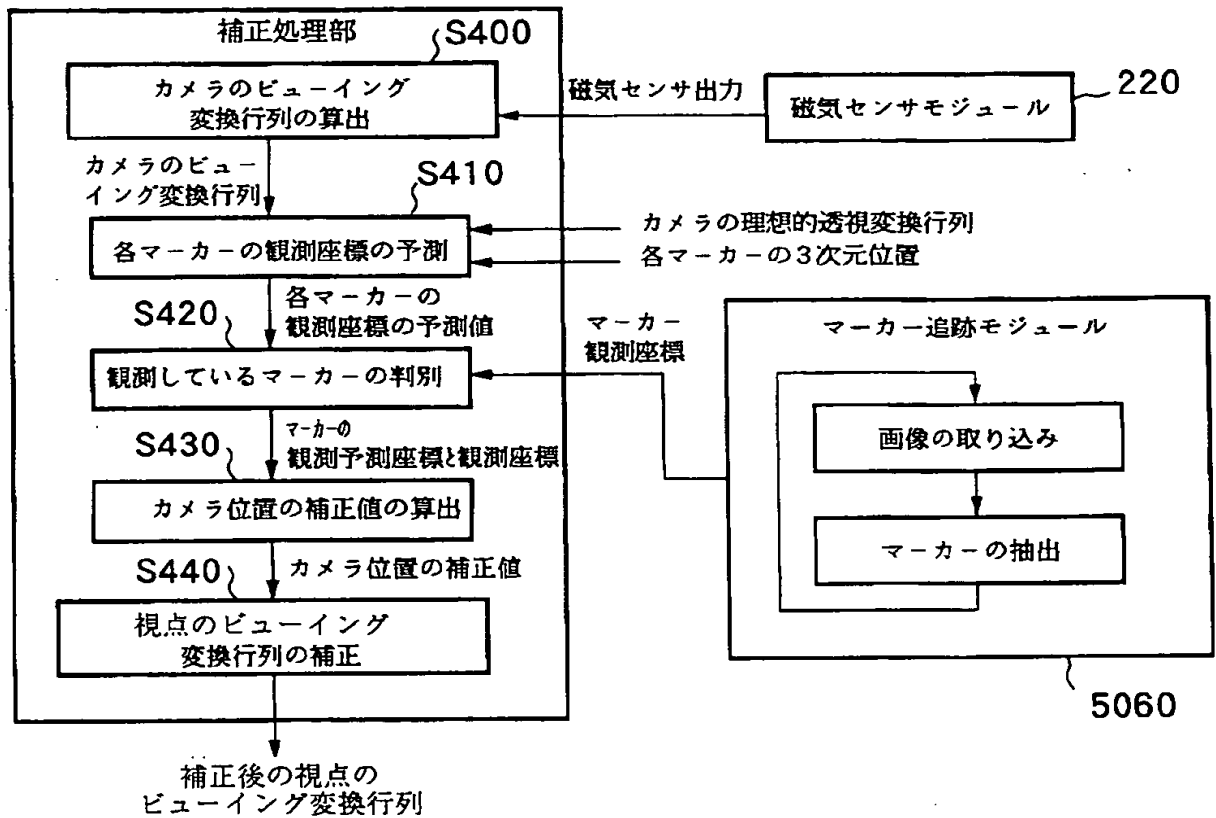 補正処理部
S400
カメラのビューイング
変換行列の算出
磁気センサ出力
磁気センサモジュール
220
カメラのビュー
イング変換行列
S410
各マーカーの観測座標の予測
カメラの理想的透視変換行列
各マーカーの3次元位置
S420
各マーカーの
観測座標の予測値
観測しているマーカーの判別
マーカー
観測座標
マーカー追跡モジュール
画像の取り込み
マーカーの抽出
5060
S430
マーカーの
観測予測座標と観測座標
カメラ位置の補正値の算出
S440
カメラ位置の補正値
視点のビューイング
変換行列の補正
補正後の視点の
ビューイング変換行列